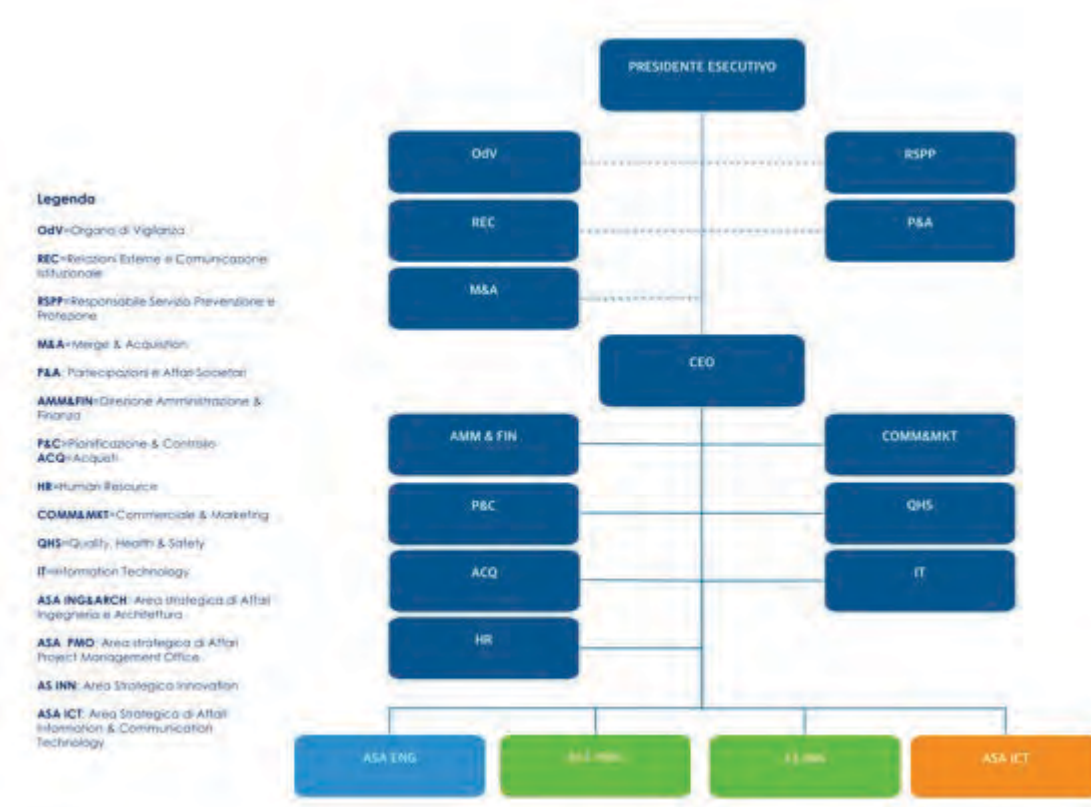 PRESIDENTE ESECUTIVO
OdV
RSPP
REC
P&A
M&A
CEO
AMM & FIN
COMM&MKT
P&C
QHS
ACQ
IT
HR
ASA ENG
ASA ICT
Legenda
OdV=Organo di Vigilanza
REC=Relazioni Esterne e Comunicazione
Istituzionale
RSPP=Responsabile Servizio Prevenzione e
Protezione
M&A=Merge & Acquisition
P&A: Partecipazioni e Affari Societari
AMM&FIN=Direzione Amministrazione &
Finanza
P&C=Pianificazione & Controllo
ACQ=Acquisti
HR=Human Resource
COMM&MKT=Commerciale & Marketing
QHS=Quality, Health & Safety
IT=Information Technology
ASA ING&ARCH: Area strategica di Affari
Ingegneria e Architettura
ASA PMO: Area strategica di Affari
Project Management Office
AS INN: Area Strategica Innovation
ASA ICT: Area Strategica di Affari
Information & Communication
Technology